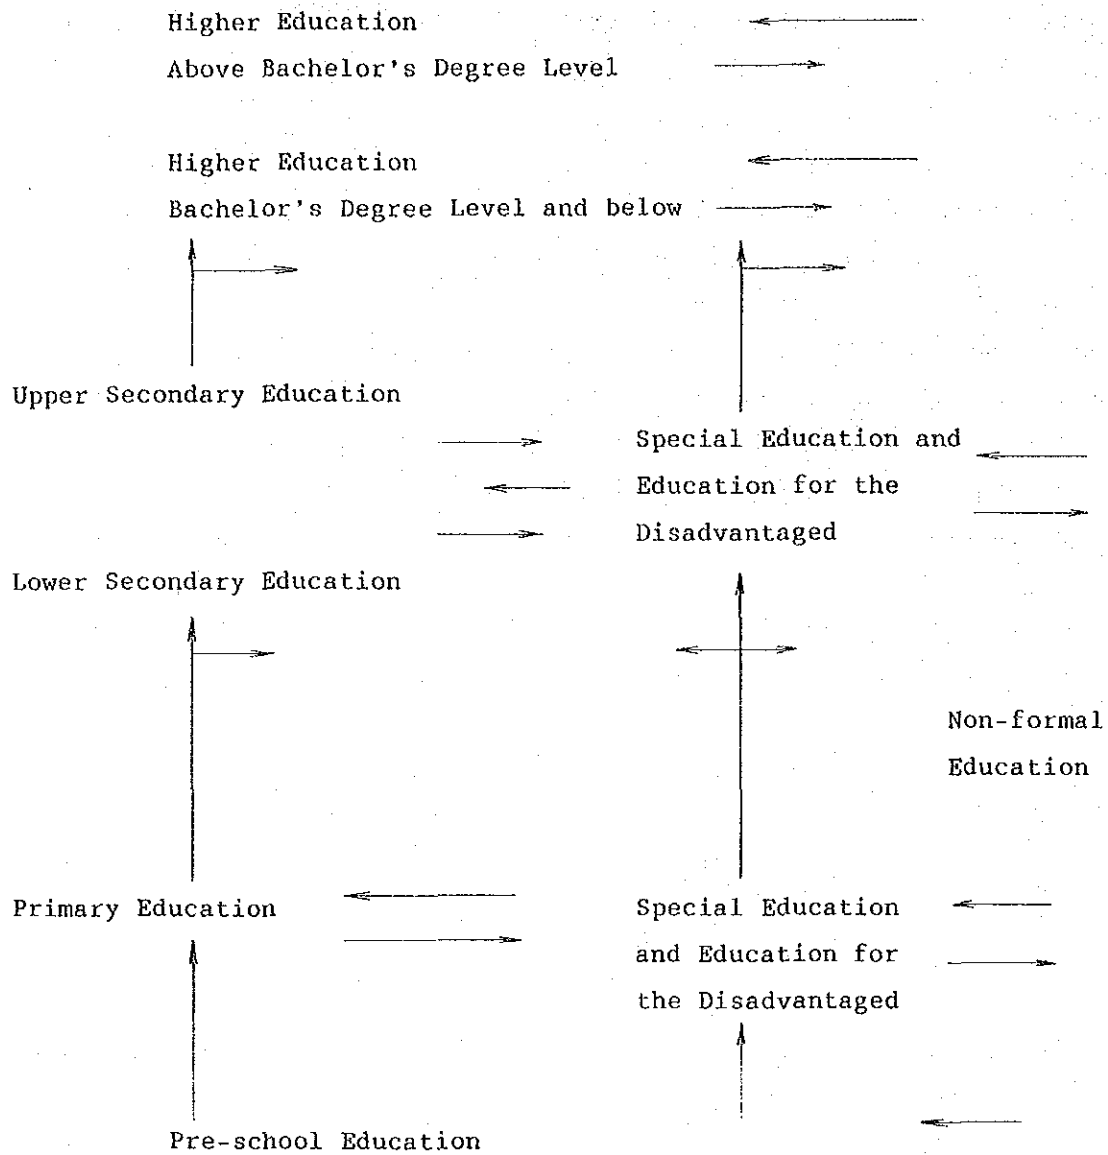 Higher Education
Above Bachelor's Degree Level
Higher Education
Bachelor's Degree Level and below
Upper Secondary Education
Special Education and
Education for the
Disadvantaged
Lower Secondary Education
Non-formal
Education
Primary Education
Special Education
and Education for
the Disadvantaged
Pre-school Education